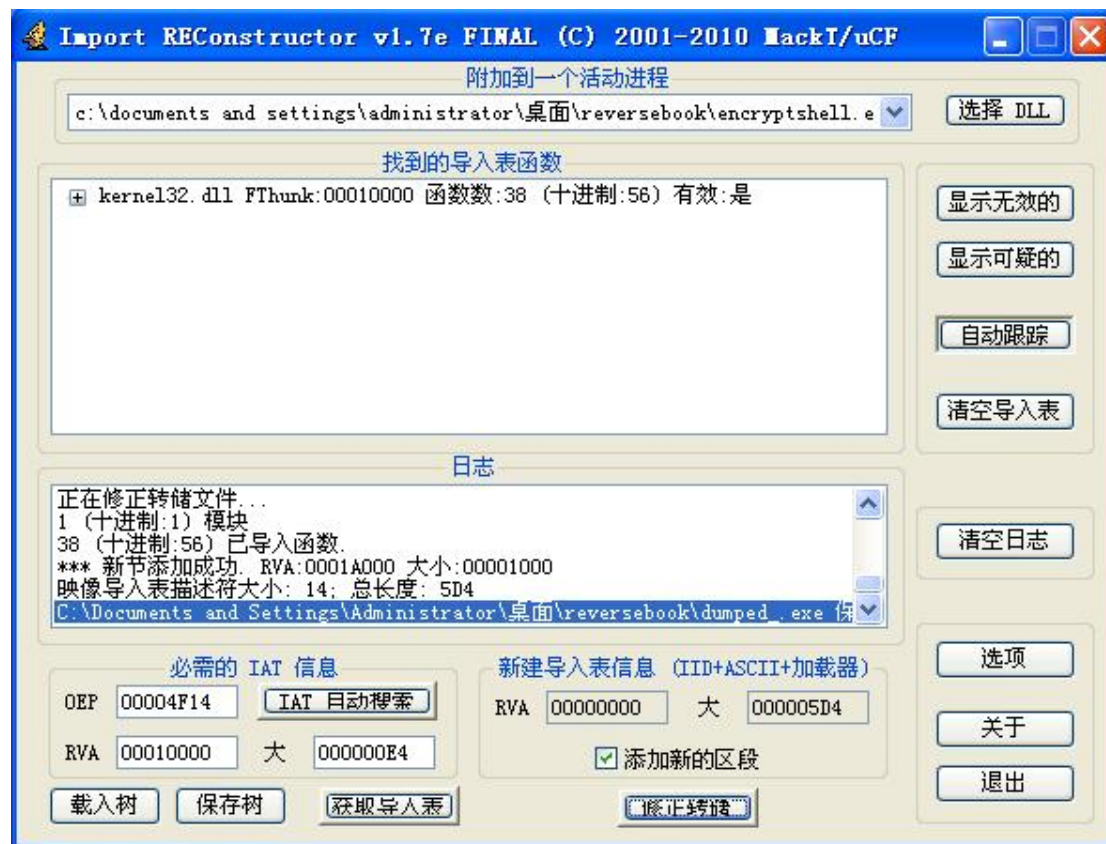 Import REConstructor v1.7e FINAL (C) 2001-2010 MackT/uCF
附加到一个活动进程
c:\documents and settings\administrator\桌面\reversebook\encryptshell.e
选择 DLL
找到的导入表函数
kernel32.dll FThunk:00010000 函数数:38 (十进制:56) 有效:是
显示无效的
显示可疑的
自动跟踪
清空导入表
日志
正在修正转储文件...
1 (十进制:1) 模块
38 (十进制:56) 已导入函数.
*** 新节添加成功. RVA:0001A000 大小:00001000
映像导入表描述符大小: 14; 总长度: 5D4
C:\Documents and Settings\Administrator\桌面\reversebook\dumped_.exe 保
清空日志
必需的 IAT 信息
OEP 00004F14 IAT 自动搜索
RVA 00010000 大 000000E4
新建导入表信息 (IID+ASCII+加载器)
RVA 00000000 大 000005D4
添加新的区段
选项
关于
退出
载入树 保存树 获取导入表 修正转储